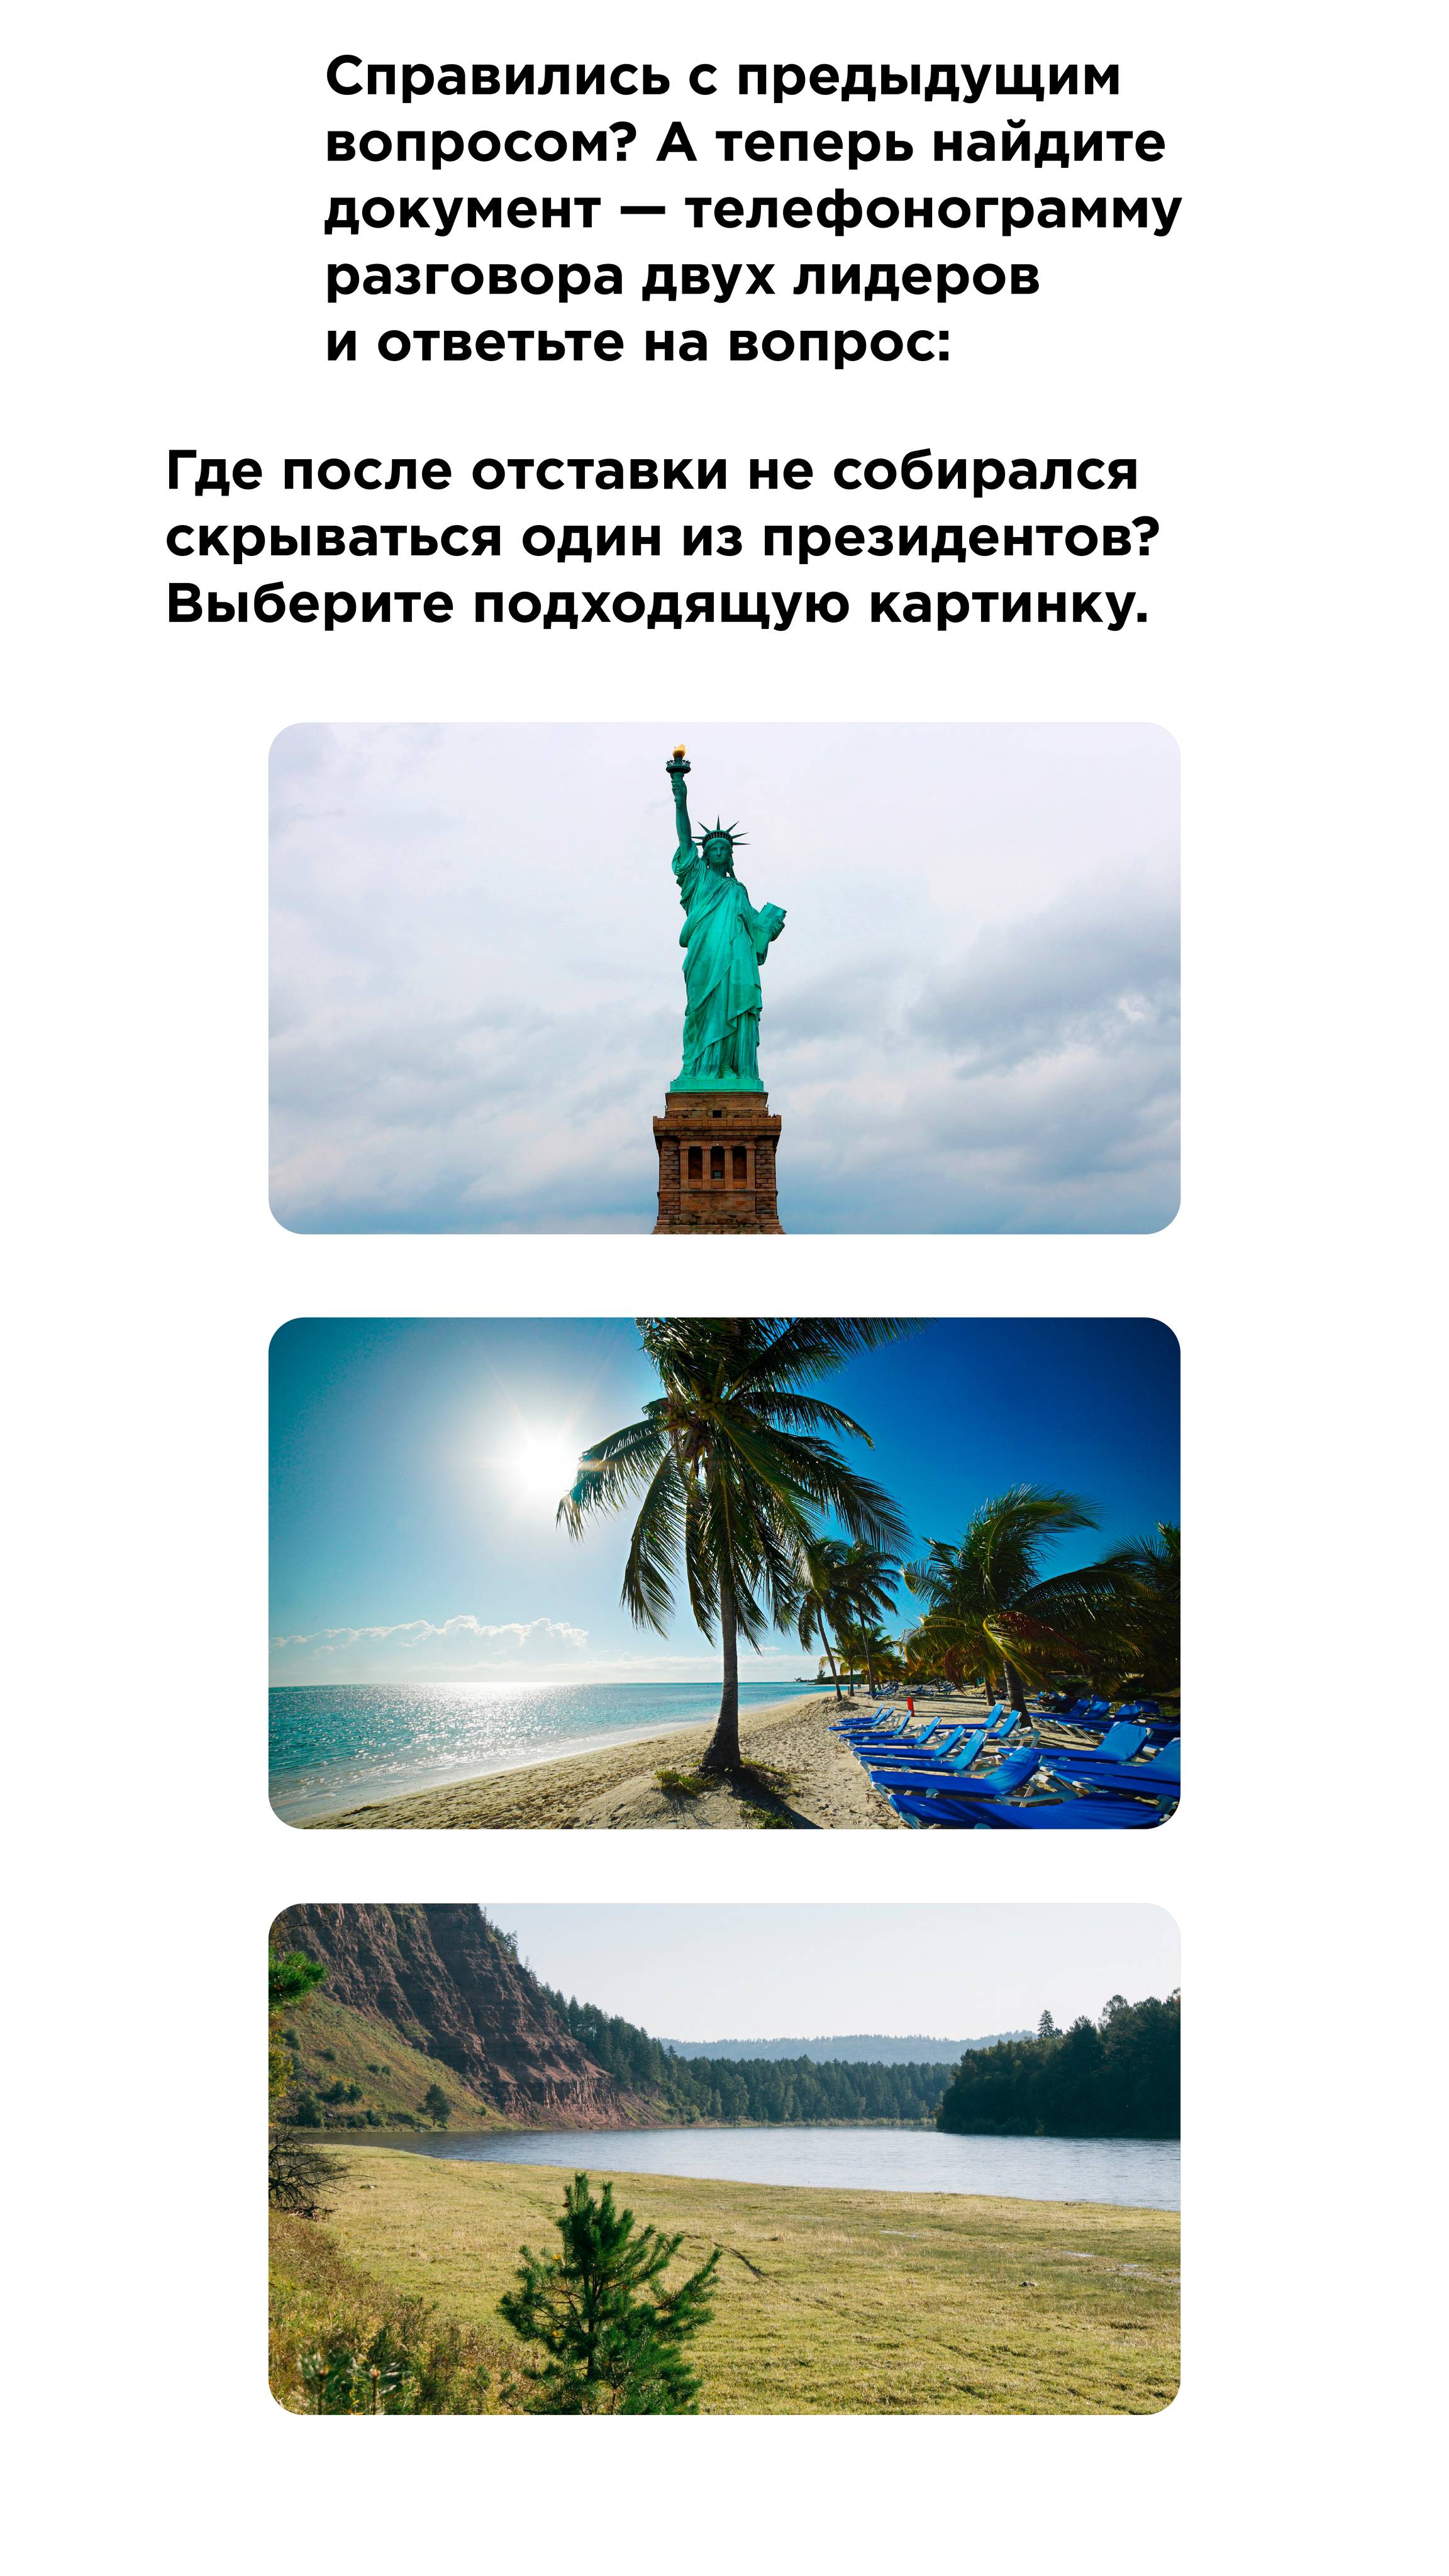 Справились с предыдущим
вопросом? А теперь найдите
документ — телефонограмму
разговора двух лидеров
и ответьте на вопрос:
Где после отставки не собирался
скрываться один из президентов?
Выберите подходящую картинку.